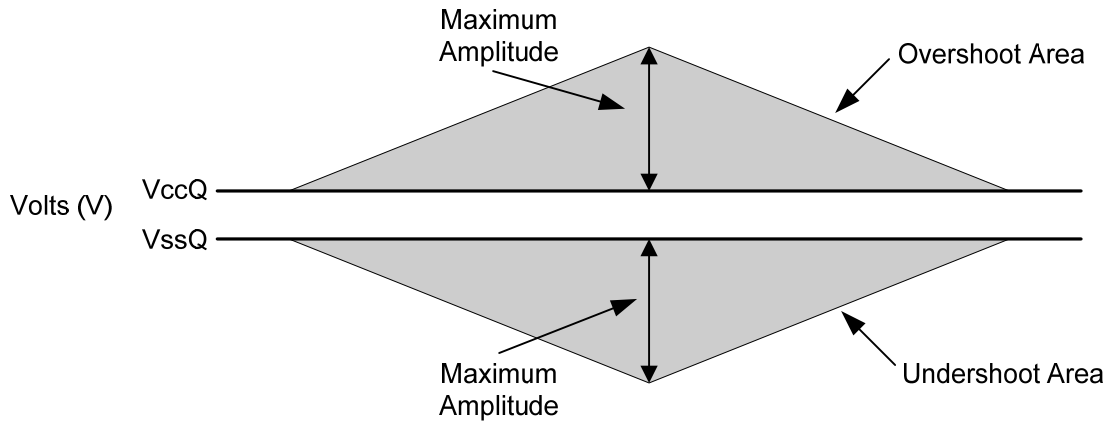 Maximum
Amplitude
Overshoot Area
VccQ
Volts (V)
VssQ
Maximum
Amplitude
Undershoot Area